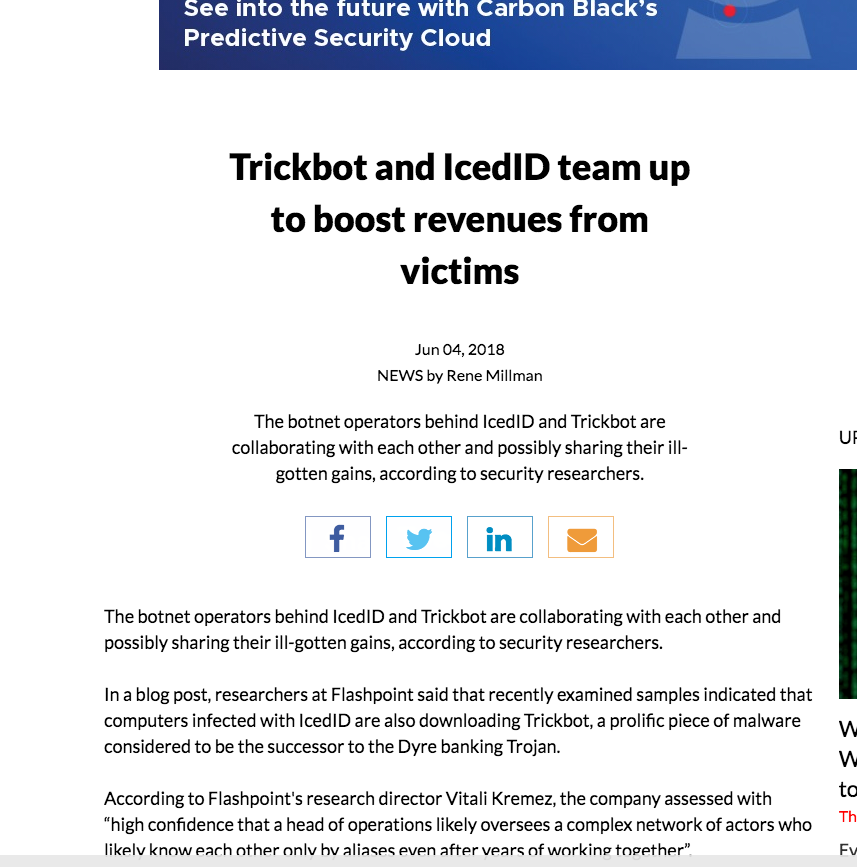 See into the future with Carbon Black's
Predictive Security Cloud
Trickbot and IcedID team up
to boost revenues from
victims
Jun 04, 2018
NEWS by Rene Millman
The botnet operators behind IcedID and Trickbot are
collaborating with each other and possibly sharing their ill-
gotten gains, according to security researchers.
f
in
The botnet operators behind IcedID and Trickbot are collaborating with each other and
possibly sharing their ill-gotten gains, according to security researchers.
In a blog post, researchers at Flashpoint said that recently examined samples indicated that
computers infected with IcedID are also downloading Trickbot, a prolific piece of malware
considered to be the successor to the Dyre banking Trojan.
According to Flashpoint's research director Vitali Kremez, the company assessed with
“high confidence that a head of operations likely oversees a complex network of actors who
likely know each other only by aliases even after years of working together”.
to
Th